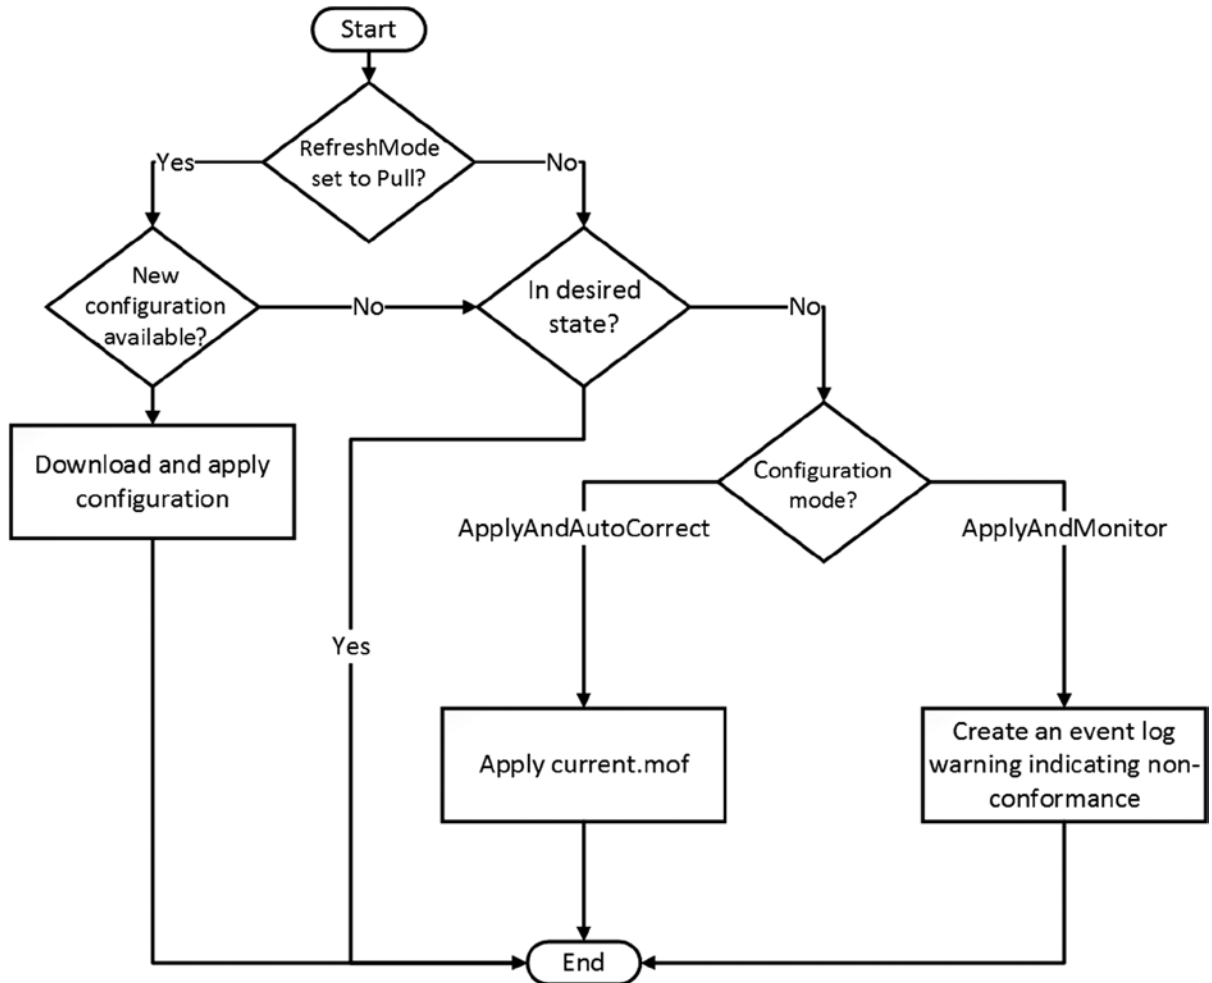 Start
RefreshMode
set to Pull?
Yes
No
New
configuration
available?
No
In desired
state?
No
Download and apply
configuration
Configuration
mode?
ApplyAndAutoCorrect
ApplyAndMonitor
Yes
Apply current.mof
Create an event log
warning indicating non-
conformance
End